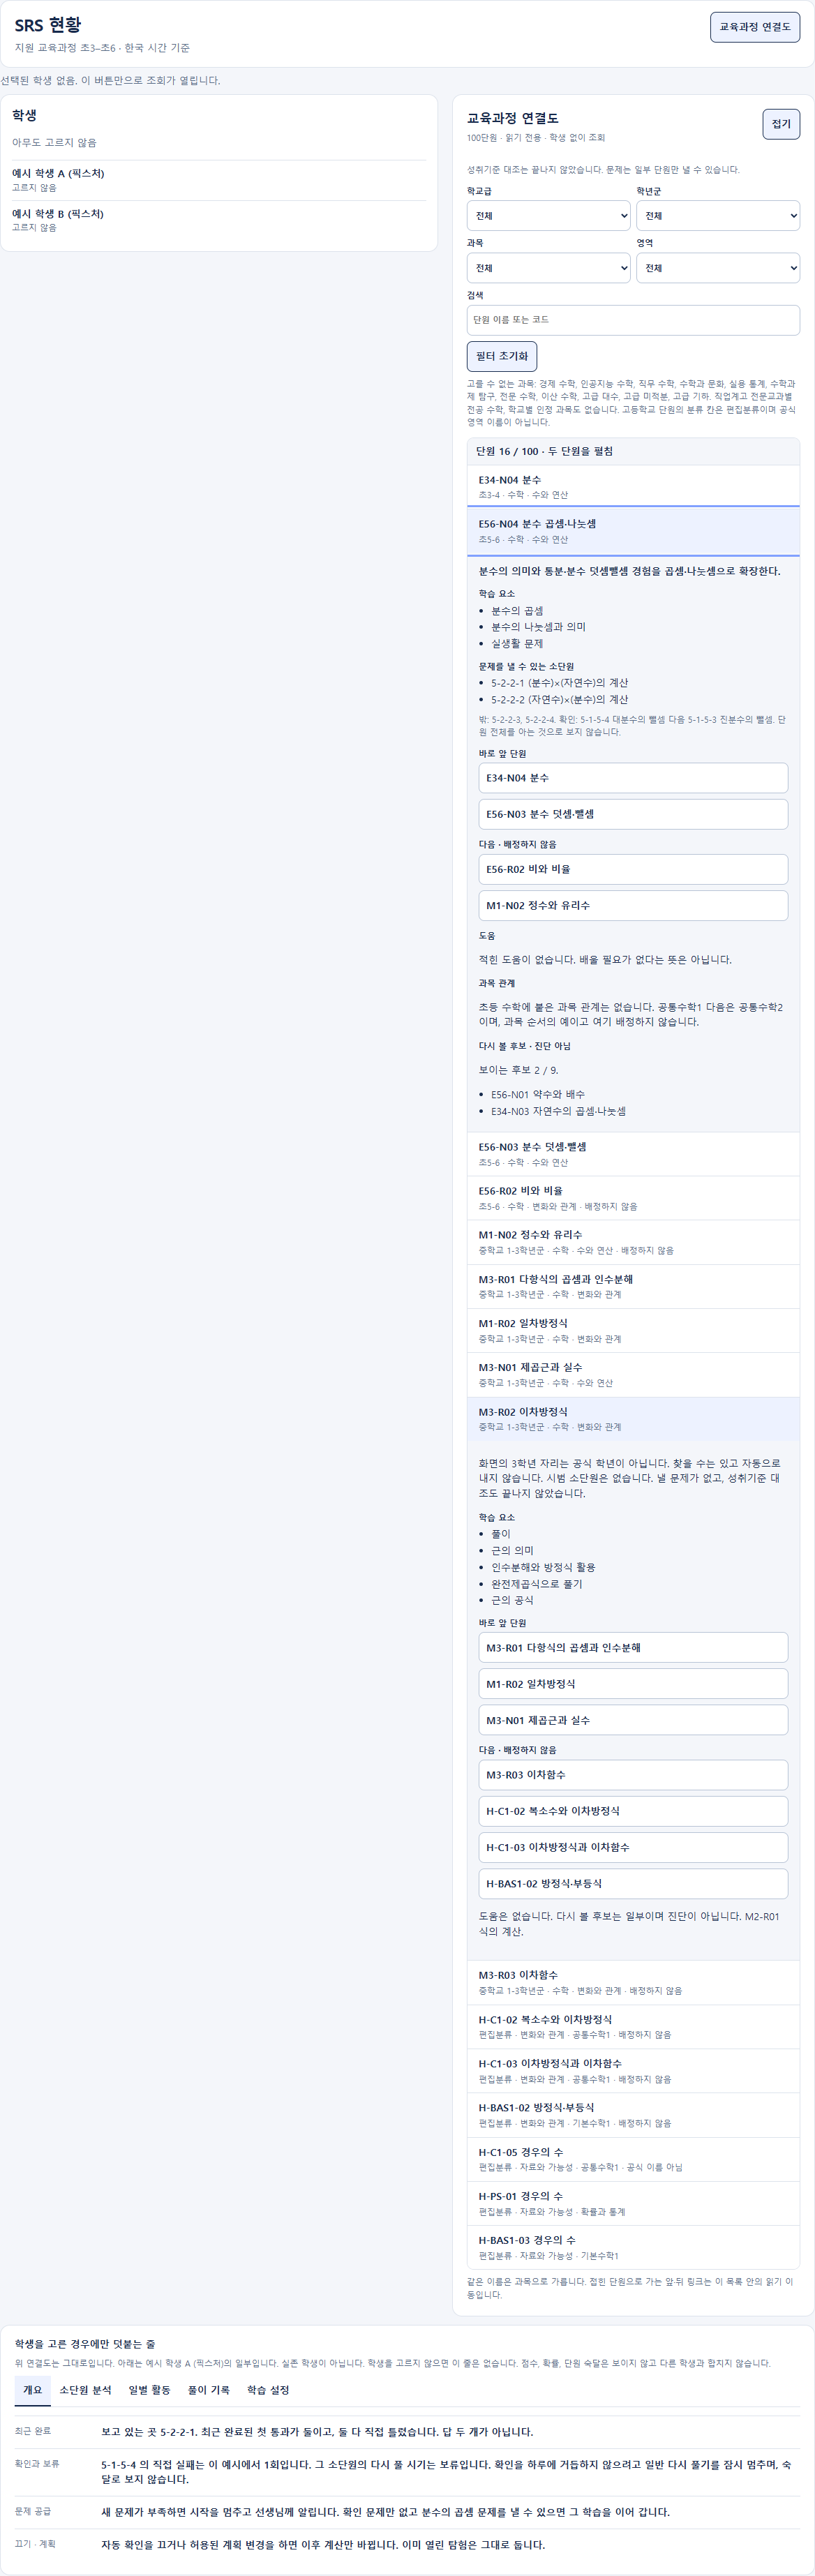 SRS 현황
지원 교육과정 초3–초6 · 한국 시간 기준
교육과정 연결도
선택된 학생 없음. 이 버튼만으로 조회가 열립니다.
학생
아무도 고르지 않음
예시 학생 A (픽스처)
고르지 않음
예시 학생 B (픽스처)
고르지 않음
교육과정 연결도
100단원 · 읽기 전용 · 학생 없이 조회
접기
성취기준 대조는 끝나지 않았습니다. 문제는 일부 단원만 낼 수 있습니다.
학교급
학년군
전체
전체
과목
영역
전체
전체
검색
단원 이름 또는 코드
필터 초기화
고를 수 없는 과목: 경제 수학, 인공지능 수학, 직무 수학, 수학과 문화, 실용 통계, 수학과
제 탐구, 전문 수학, 이산 수학, 고급 대수, 고급 미적분, 고급 기하. 직업계고 전문교과별
전공 수학, 학교별 인정 과목도 없습니다. 고등학교 단원의 분류 칸은 편집분류이며 공식
영역 이름이 아닙니다.
단원 16 / 100 · 두 단원을 펼침
E34-N04 분수
초3-4 · 수학 · 수와 연산
E56-N04 분수 곱셈·나눗셈
초5-6 · 수학 · 수와 연산
분수의 의미와 통분·분수 덧셈뺄셈 경험을 곱셈·나눗셈으로 확장한다.
학습 요소
• 분수의 곱셈
• 분수의 나눗셈과 의미
• 실생활 문제
문제를 낼 수 있는 소단원
• 5-2-2-1 (분수)×(자연수)의 계산
• 5-2-2-2 (자연수)×(분수)의 계산
밖: 5-2-2-3, 5-2-2-4. 확인: 5-1-5-4 대분수의 뺄셈 다음 5-1-5-3 진분수의 뺄셈. 단
원 전체를 아는 것으로 보지 않습니다.
바로 앞 단원
E34-N04 분수
E56-N03 분수 덧셈·뺄셈
다음 · 배정하지 않음
E56-R02 비와 비율
M1-N02 정수와 유리수
도움
적힌 도움이 없습니다. 배울 필요가 없다는 뜻은 아닙니다.
과목 관계
초등 수학에 붙은 과목 관계는 없습니다. 공통수학1 다음은 공통수학2
이며, 과목 순서의 예이고 여기 배정하지 않습니다.
다시 볼 후보 · 진단 아님
보이는 후보 2 / 9.
• E56-N01 약수와 배수
• E34-N03 자연수의 곱셈·나눗셈
E56-N03 분수 덧셈·뺄셈
초5-6 · 수학 · 수와 연산
E56-R02 비와 비율
초5-6 · 수학 · 변화와 관계 · 배정하지 않음
M1-N02 정수와 유리수
중학교 1-3학년군 · 수학 · 수와 연산 · 배정하지 않음
M3-R01 다항식의 곱셈과 인수분해
중학교 1-3학년군 · 수학 · 변화와 관계
M1-R02 일차방정식
중학교 1-3학년군 · 수학 · 변화와 관계
M3-N01 제곱근과 실수
중학교 1-3학년군 · 수학 · 수와 연산
M3-R02 이차방정식
중학교 1-3학년군 · 수학 · 변화와 관계
화면의 3학년 자리는 공식 학년이 아닙니다. 찾을 수는 있고 자동으로
내지 않습니다. 시범 소단원은 없습니다. 낼 문제가 없고, 성취기준 대
조도 끝나지 않았습니다.
학습 요소
• 풀이
• 근의 의미
• 인수분해와 방정식 활용
• 완전제곱식으로 풀기
• 근의 공식
바로 앞 단원
M3-R01 다항식의 곱셈과 인수분해
M1-R02 일차방정식
M3-N01 제곱근과 실수
다음 · 배정하지 않음
M3-R03 이차함수
H-C1-02 복소수와 이차방정식
H-C1-03 이차방정식과 이차함수
H-BAS1-02 방정식·부등식
도움은 없습니다. 다시 볼 후보는 일부이며 진단이 아닙니다. M2-R01
식의 계산.
M3-R03 이차함수
중학교 1-3학년군 · 수학 · 변화와 관계 · 배정하지 않음
H-C1-02 복소수와 이차방정식
편집분류 · 변화와 관계 · 공통수학1 · 배정하지 않음
H-C1-03 이차방정식과 이차함수
편집분류 · 변화와 관계 · 공통수학1 · 배정하지 않음
H-BAS1-02 방정식·부등식
편집분류 · 변화와 관계 · 기본수학1 · 배정하지 않음
H-C1-05 경우의 수
편집분류 · 자료와 가능성 · 공통수학1 · 공식 이름 아님
H-PS-01 경우의 수
편집분류 · 자료와 가능성 · 확률과 통계
H-BAS1-03 경우의 수
편집분류 · 자료와 가능성 · 기본수학1
같은 이름은 과목으로 가릅니다. 접힌 단원으로 가는 앞·뒤 링크는 이 목록 안의 읽기 이
동입니다.
학생을 고른 경우에만 덧붙는 줄
위 연결도는 그대로입니다. 아래는 예시 학생 A (픽스처)의 일부입니다. 실존 학생이 아닙니다. 학생을 고르지 않으면 이 줄은 없습니다. 점수, 확률, 단원 숙달은 보이지 않고 다른 학생과 합치지 않습니다.
개요
소단원 분석
일별 활동
풀이 기록
학습 설정
최근 완료
보고 있는 곳 5-2-2-1. 최근 완료된 첫 통과가 둘이고, 둘 다 직접 틀렸습니다. 답 두 개가 아닙니다.
확인과 보류
5-1-5-4 의 직접 실패는 이 예시에서 1회입니다. 그 소단원의 다시 풀 시기는 보류입니다. 확인을 하루에 거듭하지 않으려고 일반 다시 풀기를 잠시 멈추며, 숙
달로 보지 않습니다.
문제 공급
새 문제가 부족하면 시작을 멈추고 선생님께 알립니다. 확인 문제만 없고 분수의 곱셈 문제를 낼 수 있으면 그 학습을 이어 갑니다.
끄기 · 계획
자동 확인을 끄거나 허용된 계획 변경을 하면 이후 계산만 바뀝니다. 이미 열린 탐험은 그대로 둡니다.